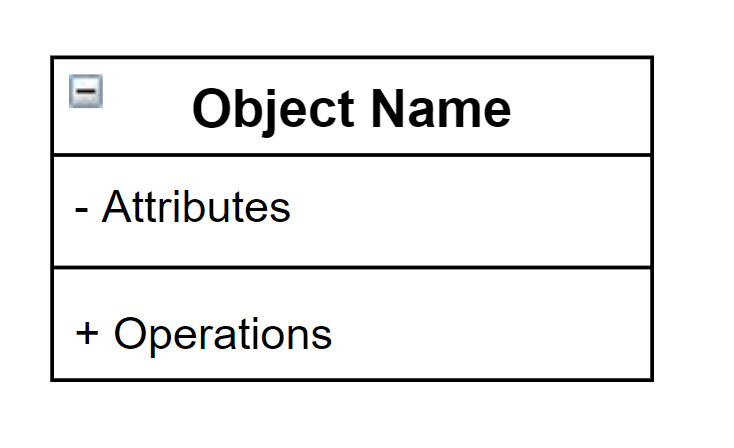 Object Name
- Attributes
+ Operations